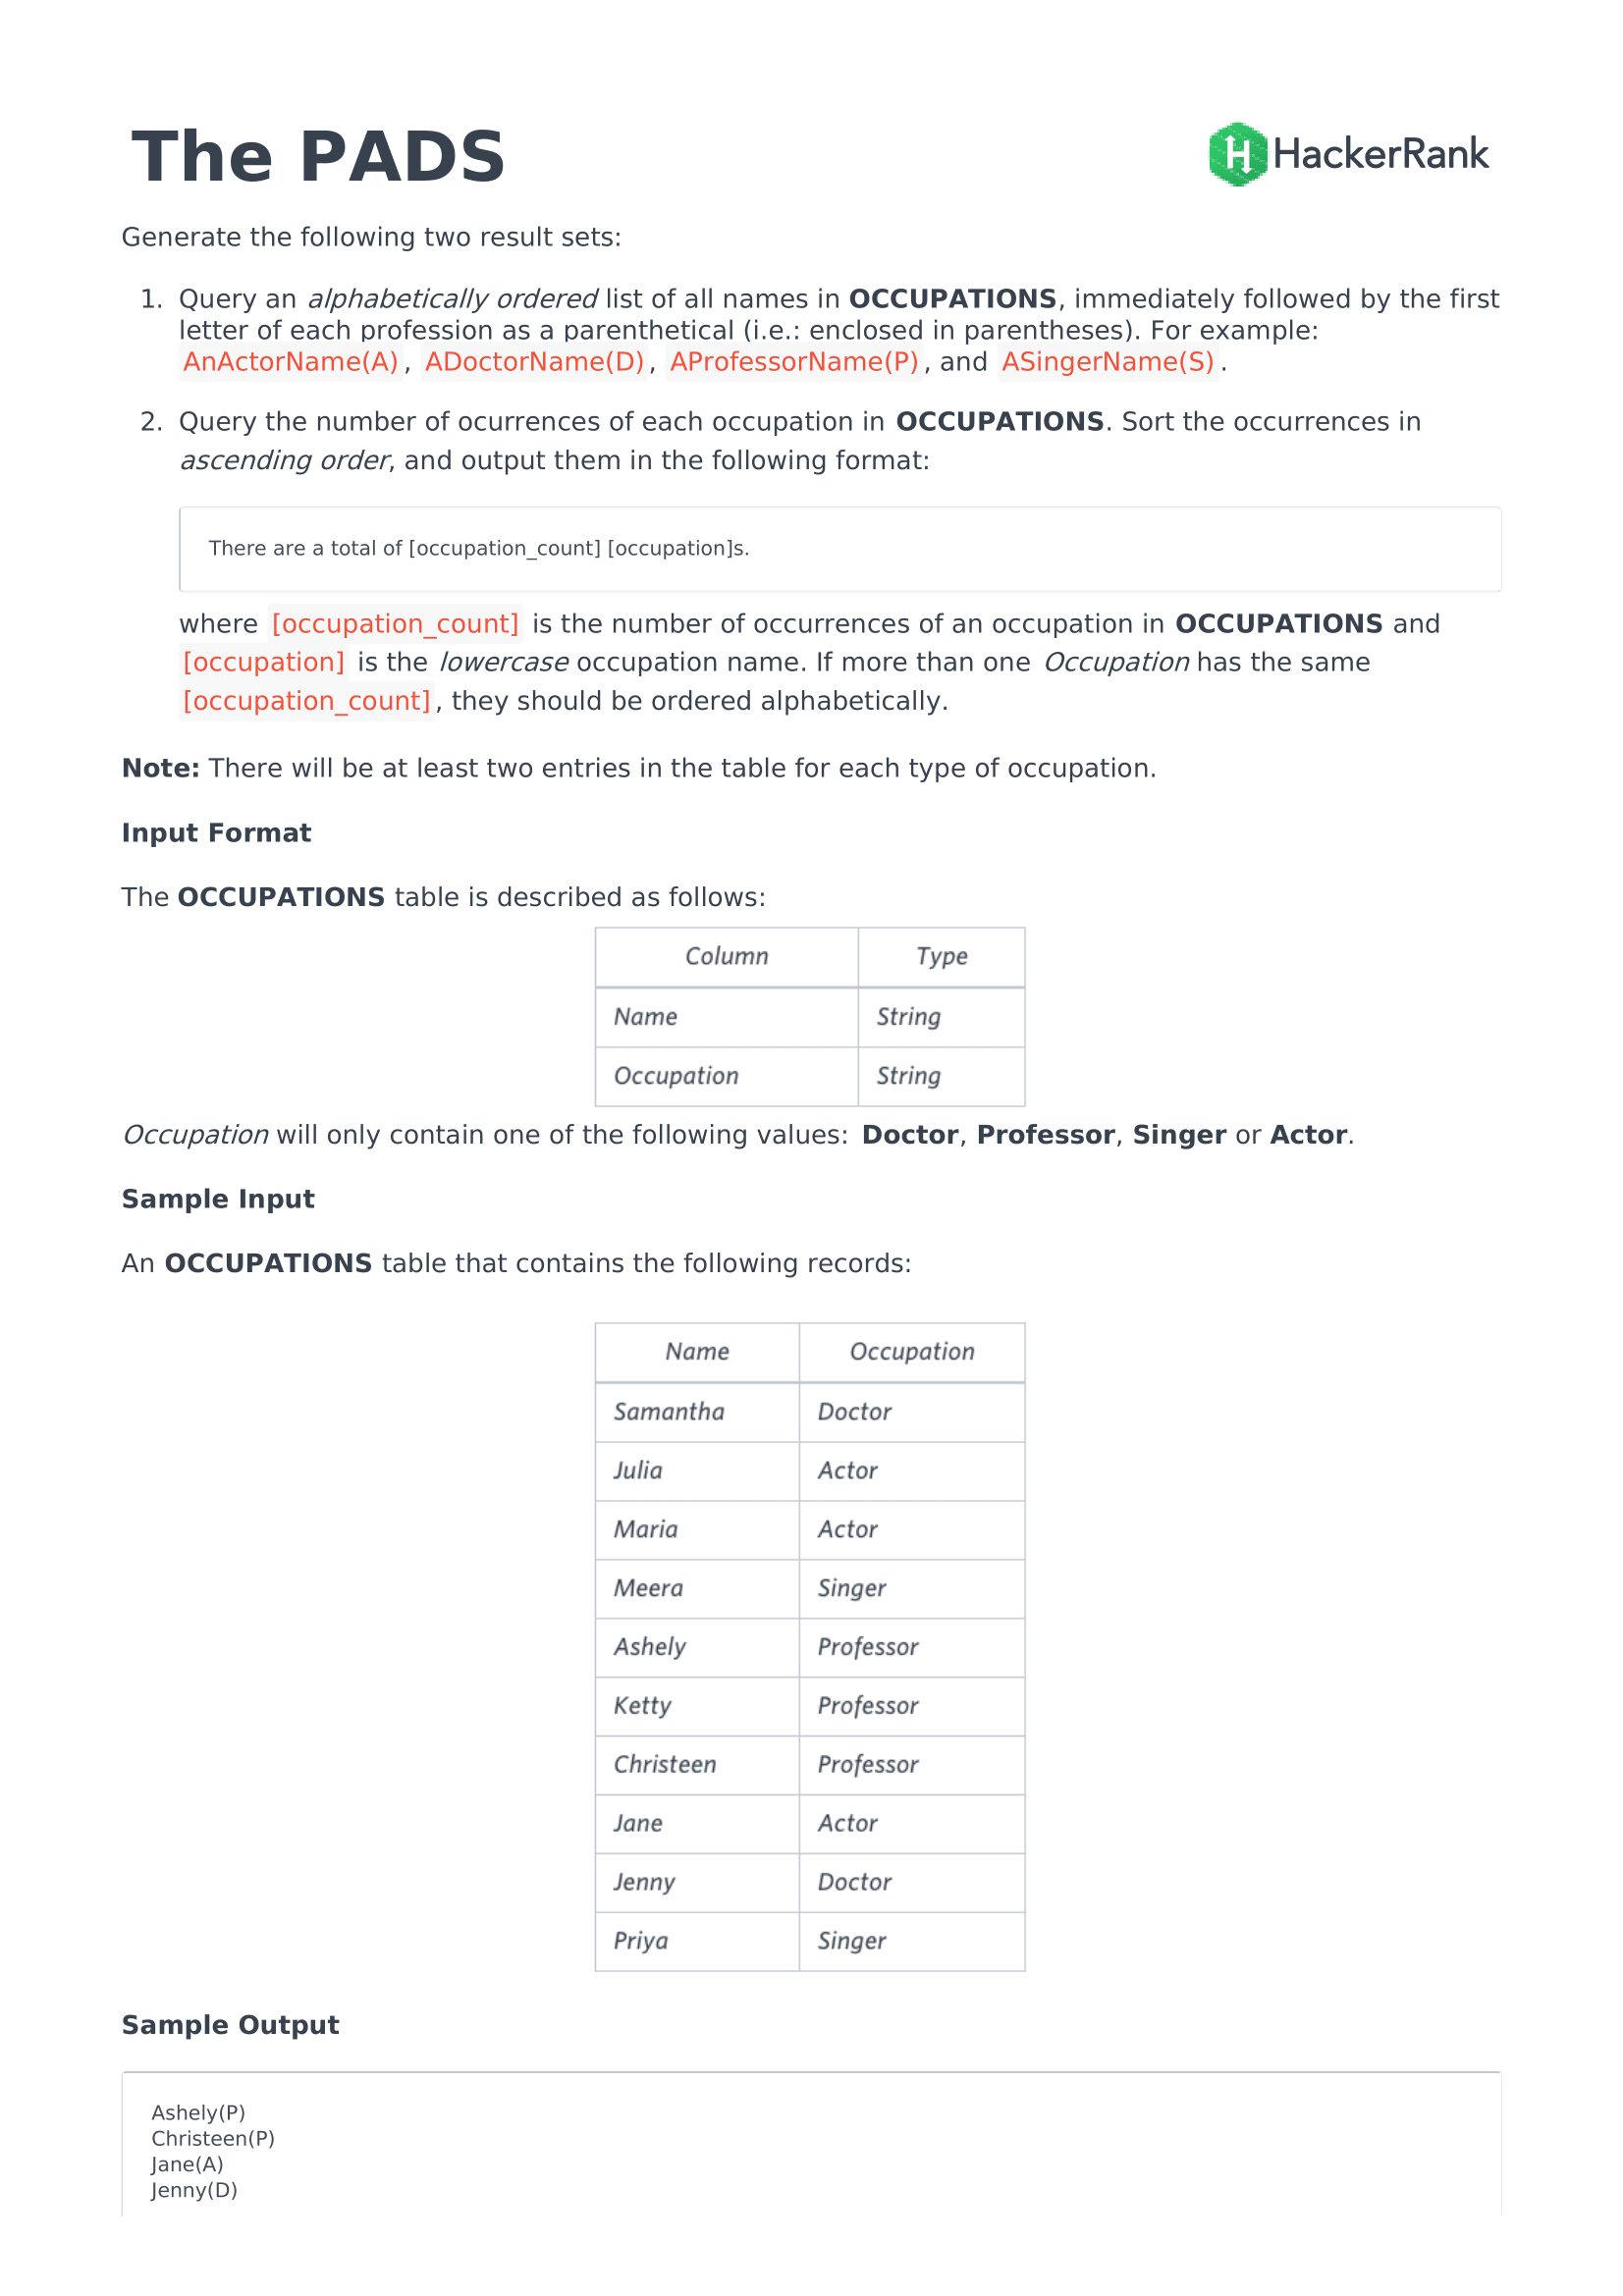 The PADS
HackerRank
Generate the following two result sets:
1. Query an alphabetically ordered list of all names in OCCUPATIONS, immediately followed by the first
letter of each profession as a parenthetical (i.e.: enclosed in parentheses). For example:
AnActorName(A), ADoctorName(D), AProfessorName(P), and ASingerName(S).
2. Query the number of ocurrences of each occupation in OCCUPATIONS. Sort the occurrences in
ascending order, and output them in the following format:
There are a total of [occupation_count] [occupation]s.
where [occupation_count] is the number of occurrences of an occupation in OCCUPATIONS and
[occupation] is the lowercase occupation name. If more than one Occupation has the same
[occupation_count], they should be ordered alphabetically.
Note: There will be at least two entries in the table for each type of occupation.
Input Format
The OCCUPATIONS table is described as follows:
Column Type
Name String
Occupation String
Occupation will only contain one of the following values: Doctor, Professor, Singer or Actor.
Sample Input
An OCCUPATIONS table that contains the following records:
Name Occupation
Samantha Doctor
Julia Actor
Maria Actor
Meera Singer
Ashely Professor
Ketty Professor
Christeen Professor
Jane Actor
Jenny Doctor
Priya Singer
Sample Output
Ashely(P)
Christeen(P)
Jane(A)
Jenny(D)